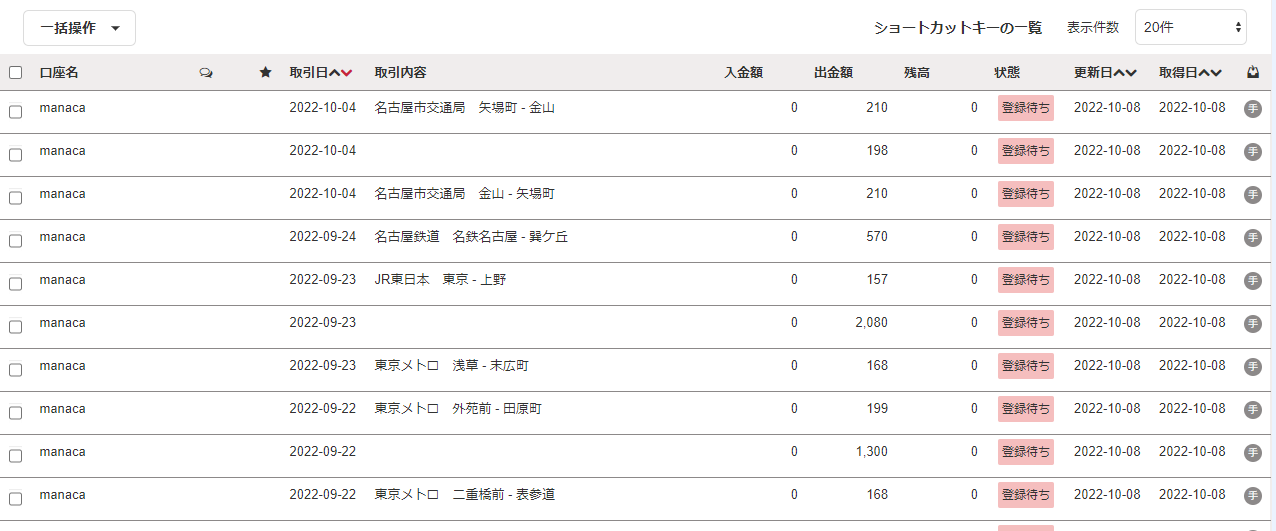 一括操作 ショートカットキーの一覧 表示件数 20件
口座名 取引日 取引内容 入金額 出金額 残高 状態 更新日 取得日
manaca 2022-10-04 名古屋市交通局　矢場町 - 金山 0 210 0 登録待ち 2022-10-08 2022-10-08 手
manaca 2022-10-04 0 198 0 登録待ち 2022-10-08 2022-10-08 手
manaca 2022-10-04 名古屋市交通局　金山 - 矢場町 0 210 0 登録待ち 2022-10-08 2022-10-08 手
manaca 2022-09-24 名古屋鉄道　名鉄名古屋 - 巽ケ丘 0 570 0 登録待ち 2022-10-08 2022-10-08 手
manaca 2022-09-23 JR東日本　東京 - 上野 0 157 0 登録待ち 2022-10-08 2022-10-08 手
manaca 2022-09-23 0 2,080 0 登録待ち 2022-10-08 2022-10-08 手
manaca 2022-09-23 東京メトロ　浅草 - 末広町 0 168 0 登録待ち 2022-10-08 2022-10-08 手
manaca 2022-09-22 東京メトロ　外苑前 - 田原町 0 199 0 登録待ち 2022-10-08 2022-10-08 手
manaca 2022-09-22 0 1,300 0 登録待ち 2022-10-08 2022-10-08 手
manaca 2022-09-22 東京メトロ　二重橋前 - 表参道 0 168 0 登録待ち 2022-10-08 2022-10-08 手